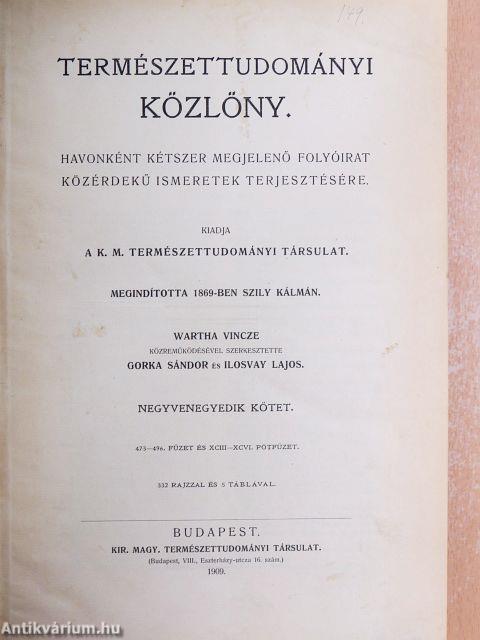 149.
TERMÉSZETTUDOMÁNYI
KÖZLÖNY.
HAVONKÉNT KÉTSZER MEGJELENŐ FOLYÓIRAT
KÖZÉRDEKŰ ISMERETEK TERJESZTÉSÉRE.
KIADJA
A K. M. TERMÉSZETTUDOMÁNYI TÁRSULAT.
MEGINDÍTOTTA 1869-BEN SZILY KÁLMÁN.
WARTHA VINCZE
KÖZREMŰKÖDÉSÉVEL SZERKESZTETTE
GORKA SÁNDOR ÉS ILOSVAY LAJOS.
NEGYVENEGYEDIK KÖTET.
473—496. FÜZET ÉS XCIII—XCVI. PÓTFÜZET.
332 RAJZZAL ÉS 5 TÁBLÁVAL.
BUDAPEST.
KIR. MAGY. TERMÉSZETTUDOMÁNYI TÁRSULAT.
(Budapest, VIII., Eszterházy-utcza 16. szám.)
1909.
Antikvárium.hu